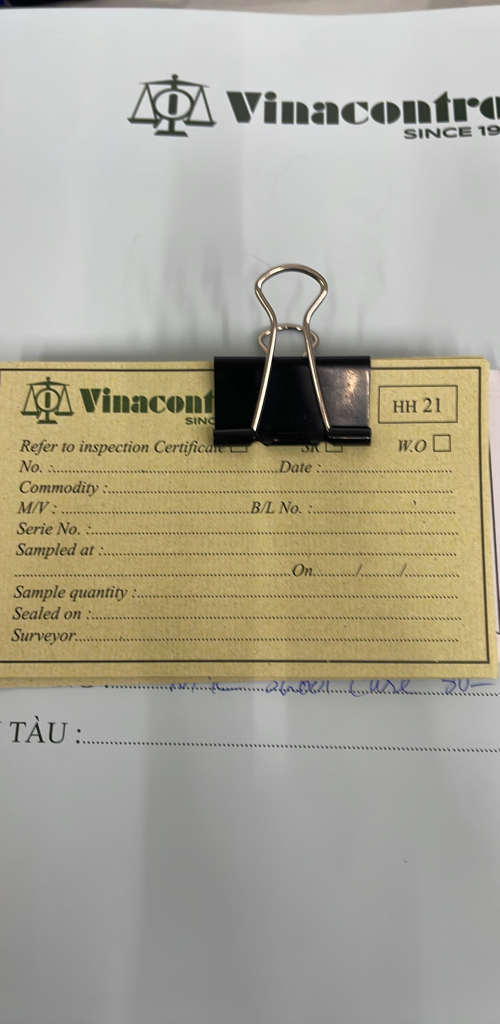 Vinacontro
SINCE 19
Vinacont
SINC
HH 21
Refer to inspection Certificate SR W.O
No. : Date :
Commodity :
M/V : B/L No. :
Serie No. :
Sampled at :
On / /
Sample quantity :
Sealed on :
Surveyor
TÀU :